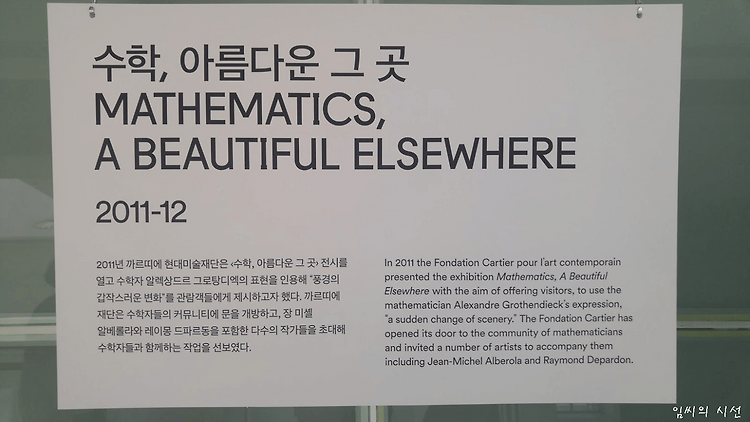 수학, 아름다운 그 곳
MATHEMATICS,
A BEAUTIFUL ELSEWHERE
2011-12
2011년 까르띠에 현대미술재단은 <수학, 아름다운 그 곳> 전시를
열고 수학자 알렉상드르 그로탕디엑의 표현을 인용해 "풍경의
갑작스러운 변화"를 관람객들에게 제시하고자 했다. 까르띠에
재단은 수학자들의 커뮤니티에 문을 개방하고, 장 미셸
알베롤라와 레이몽 드파르동을 포함한 다수의 작가들을 초대해
수학자들과 함께하는 작업을 선보였다.
In 2011 the Fondation Cartier pour l'art contemporain
presented the exhibition Mathematics, A Beautiful
Elsewhere with the aim of offering visitors, to use the
mathematician Alexandre Grothendieck's expression,
"a sudden change of scenery." The Fondation Cartier has
opened its door to the community of mathematicians
and invited a number of artists to accompany them
including Jean-Michel Alberola and Raymond Depardon.
임씨의 시선